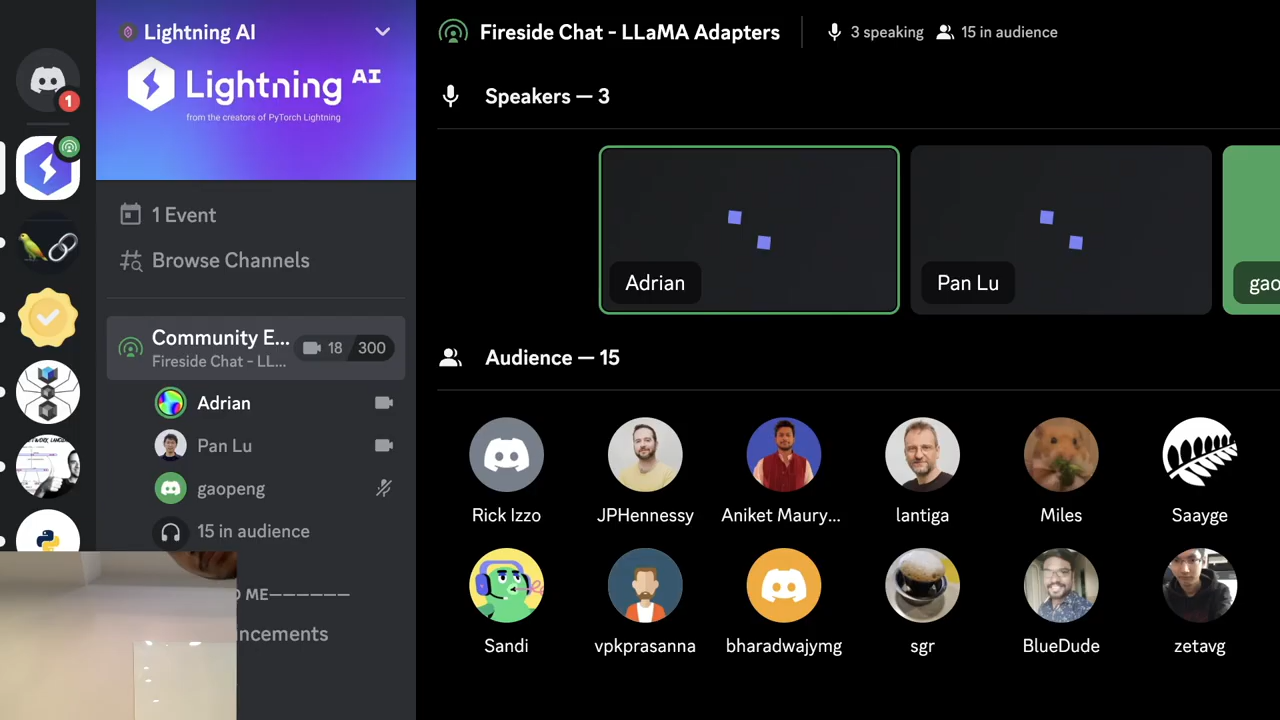 Lightning AI
Lightning AI
from the creators of PyTorch Lightning
1
1 Event
Browse Channels
Community E...
18
300
Fireside Chat - LL...
Adrian
Pan Lu
gaopeng
15 in audience
ME——————
ncements
Fireside Chat - LLaMA Adapters
3 speaking
15 in audience
Speakers — 3
Adrian
Pan Lu
gao
Audience — 15
Rick Izzo
JPHennessy
Aniket Maury...
lantiga
Miles
Saayge
Sandi
vpkprasanna
bharadwajymg
sgr
BlueDude
zetavg